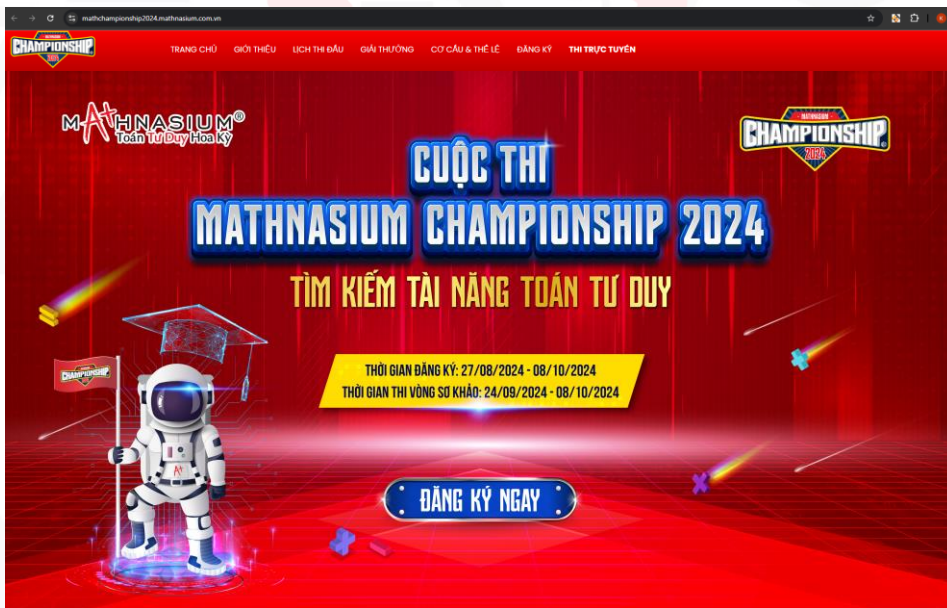 mathchampionship2024.mathnasium.com.vn
CHAMPIONSHIP
TRANG CHỦ GIỚI THIỆU LỊCH THI ĐẤU GIẢI THƯỞNG CƠ CẤU & THỂ LỆ ĐĂNG KÝ THI TRỰC TUYẾN
MATHNASIUM®
Toán Tư Duy Hoa Kỳ
MATHNASIUM
CHAMPIONSHIP
2024
CUỘC THI
MATHNASIUM CHAMPIONSHIP 2024
TÌM KIẾM TÀI NĂNG TOÁN TƯ DUY
THỜI GIAN ĐĂNG KÝ: 27/08/2024 - 08/10/2024
THỜI GIAN THI VÒNG SƠ KHẢO: 24/09/2024 - 08/10/2024
CHAMPIONSHIP
A+
ĐĂNG KÝ NGAY